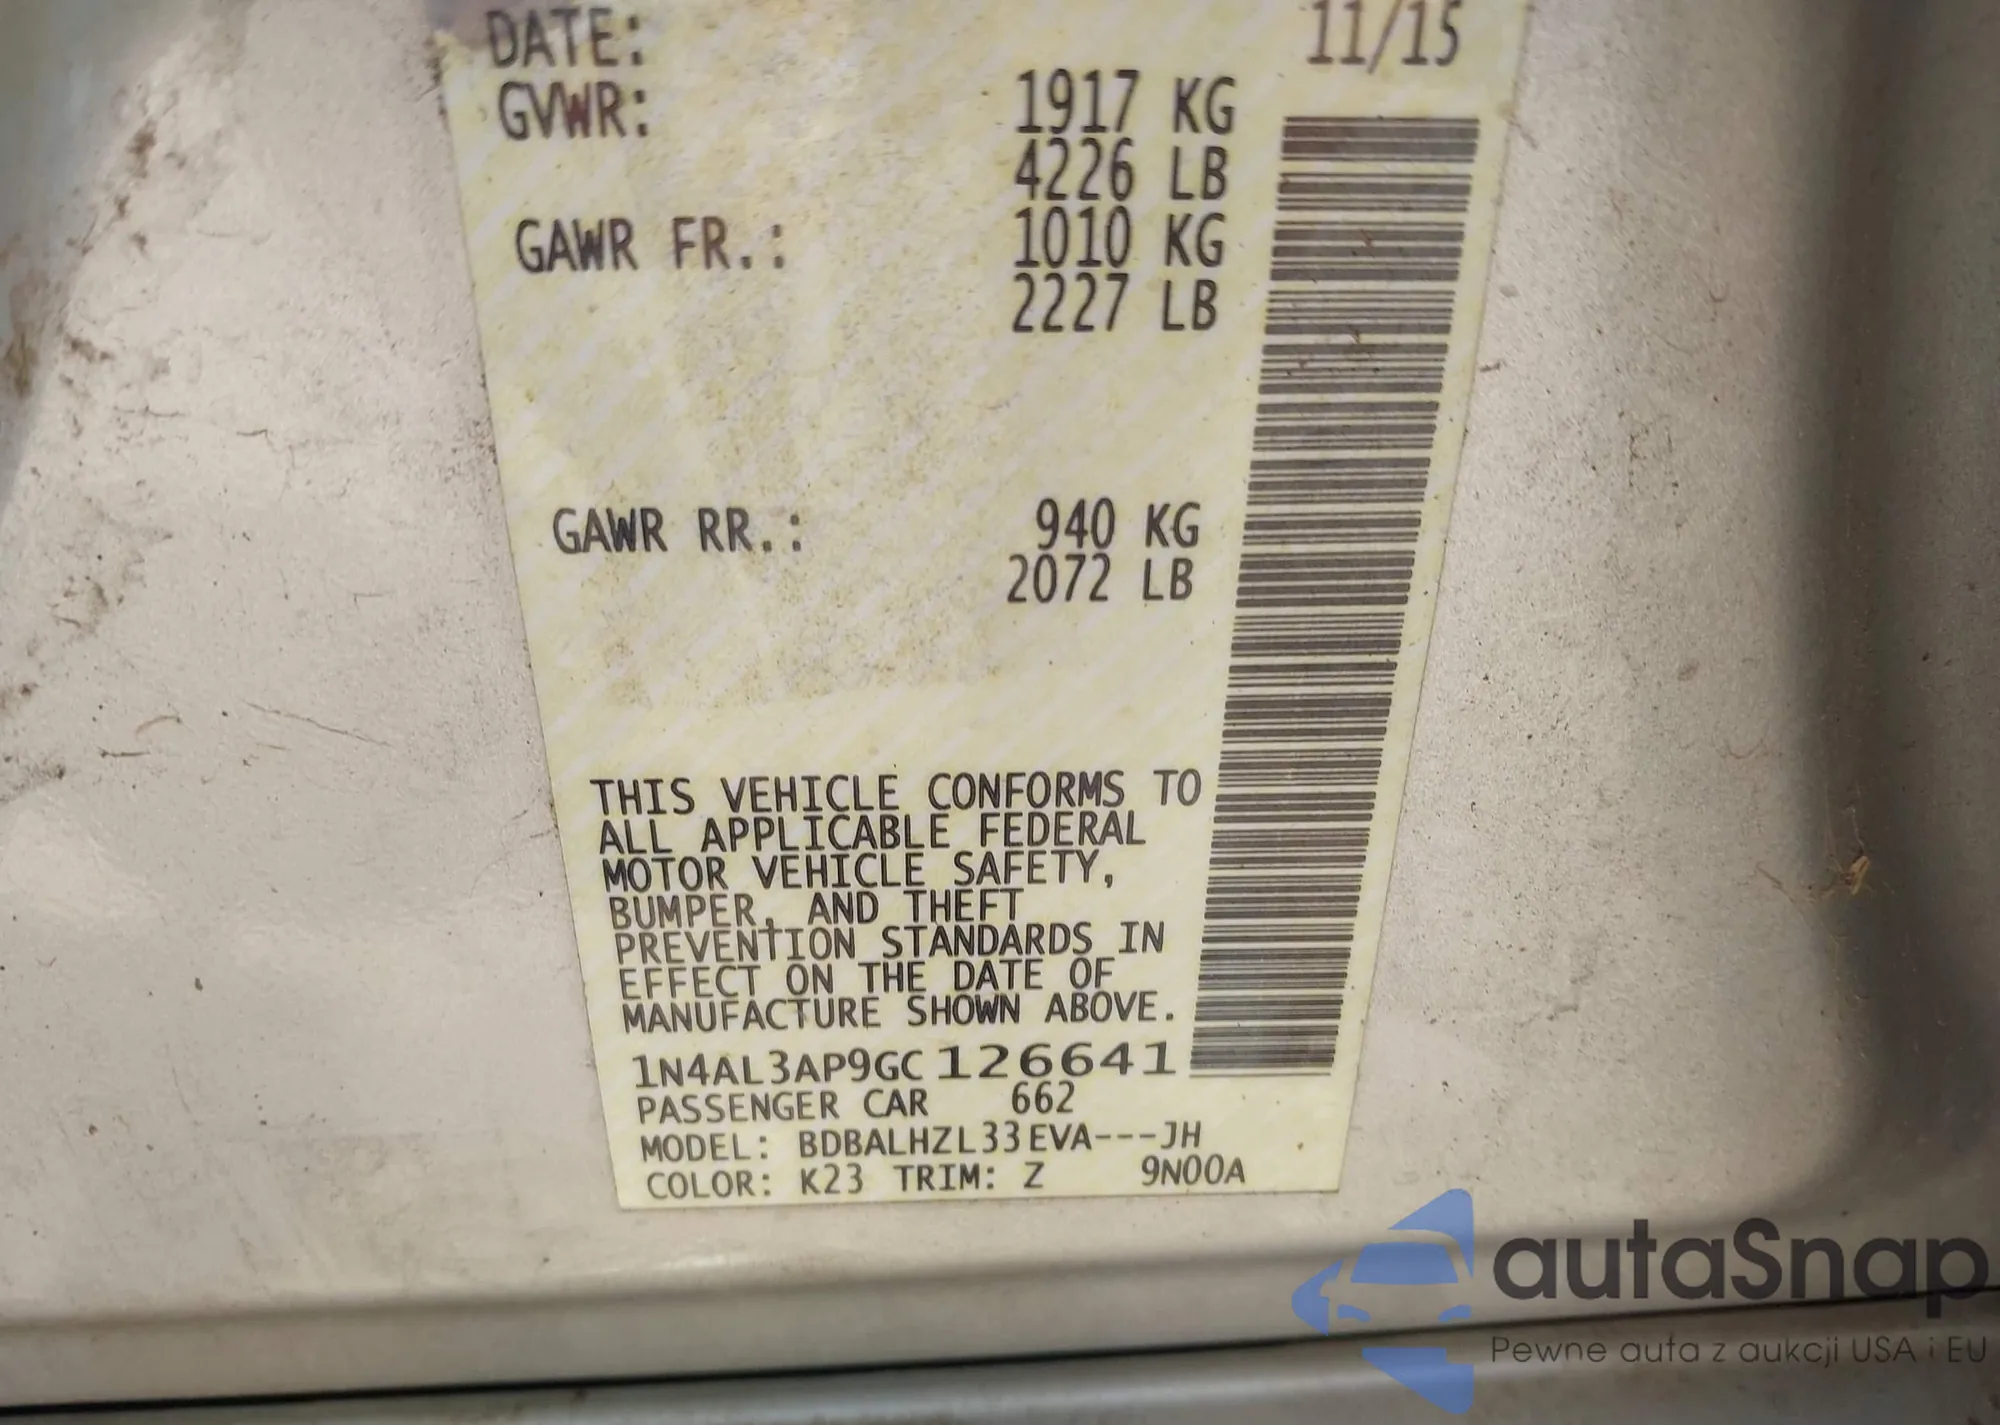 DATE: 11/15
GVWR: 1917 KG
4226 LB
GAWR FR.: 1010 KG
2227 LB
GAWR RR.: 940 KG
2072 LB
THIS VEHICLE CONFORMS TO
ALL APPLICABLE FEDERAL
MOTOR VEHICLE SAFETY,
BUMPER, AND THEFT
PREVENTION STANDARDS IN
EFFECT ON THE DATE OF
MANUFACTURE SHOWN ABOVE.
1N4AL3AP9GC126641
PASSENGER CAR 662
MODEL: BDBALHZL33EVA---JH
COLOR: K23 TRIM: Z 9N00A
autaSnap
Pewne auta z aukcji USA i EU